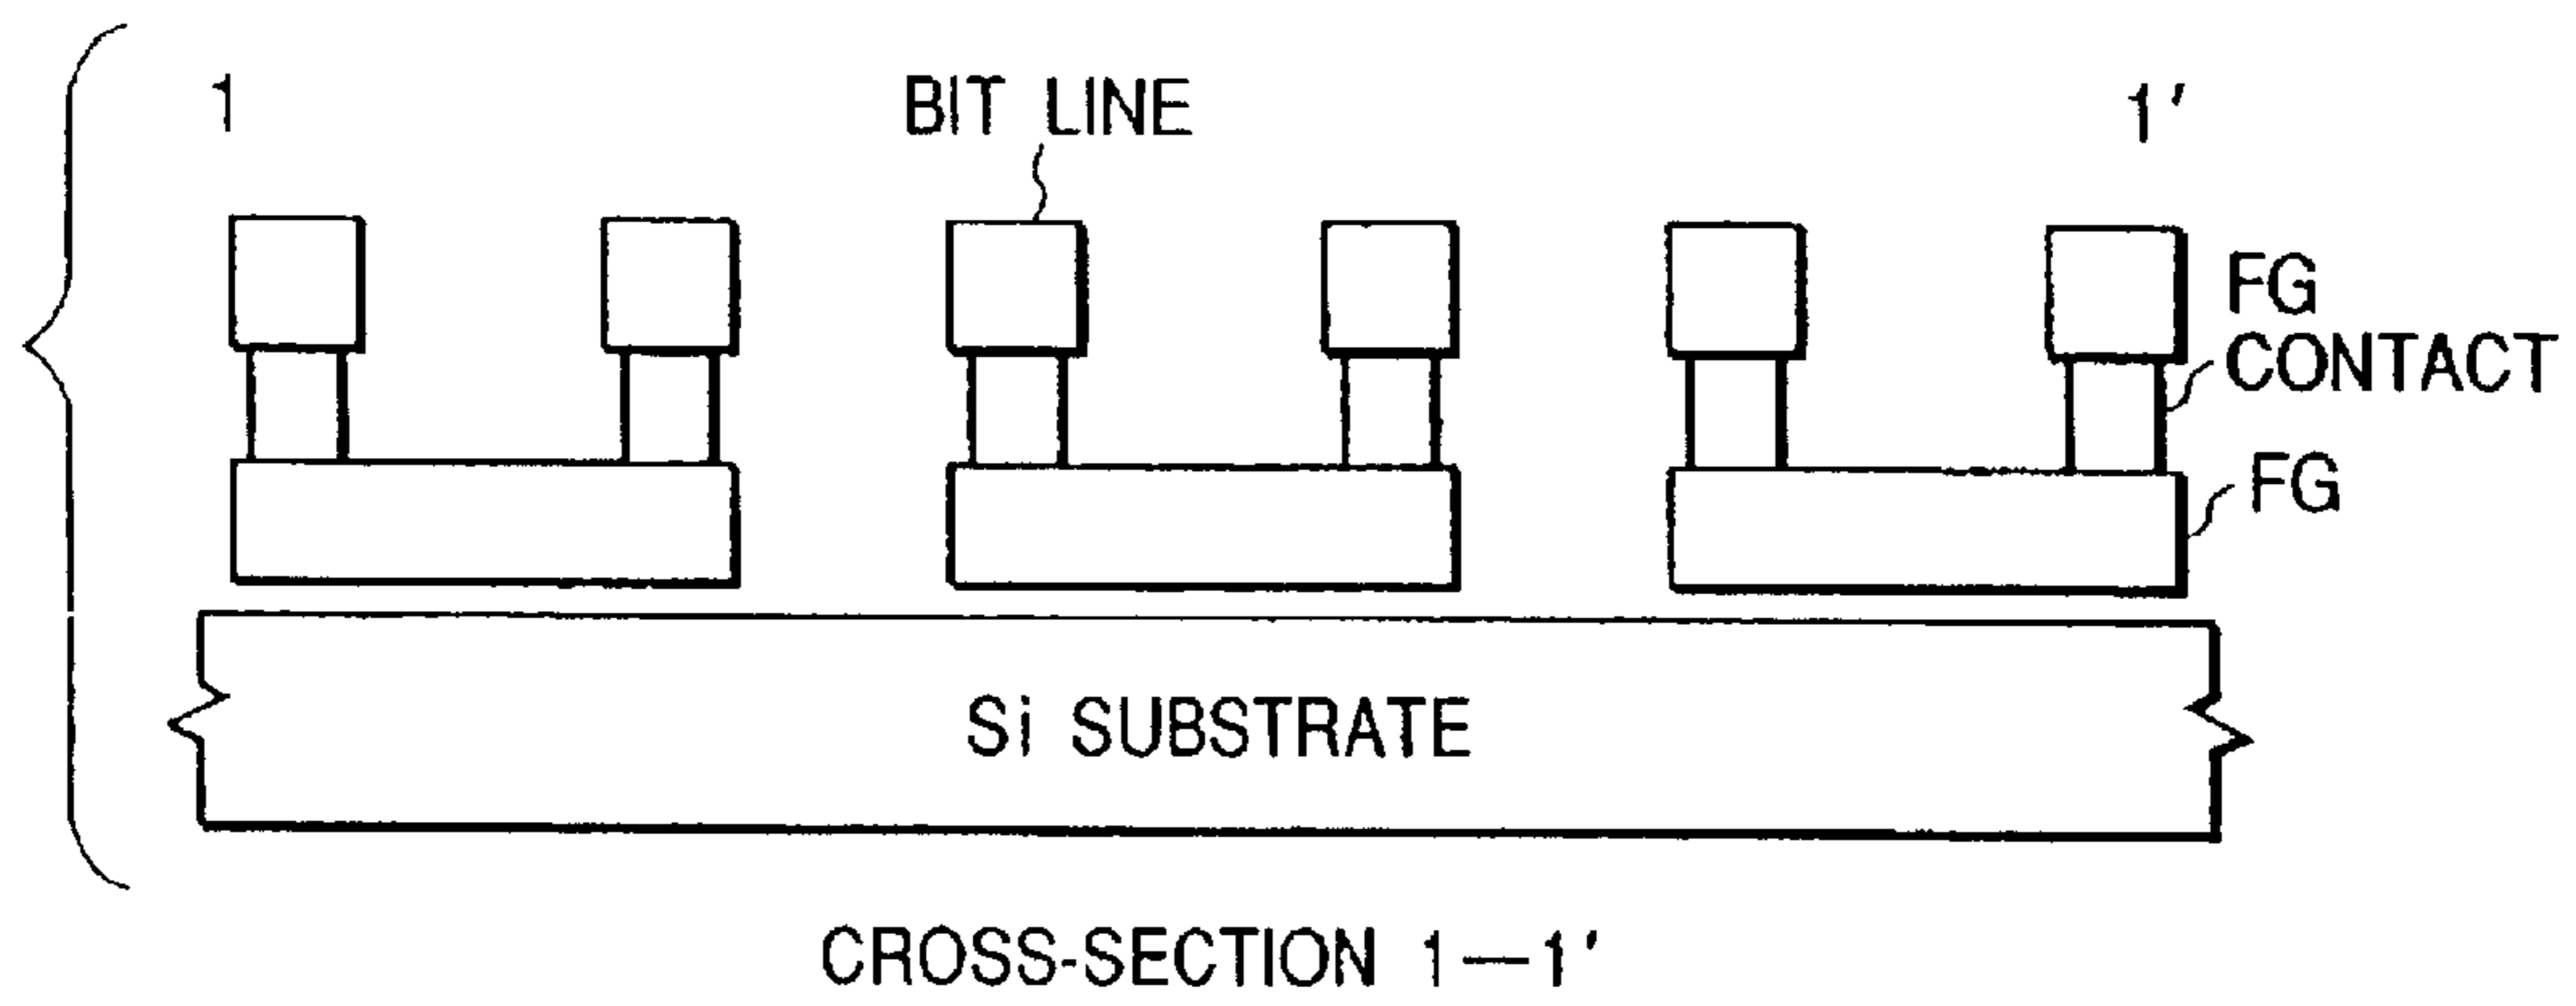 1
BIT LINE
1'
FG
CONTACT
FG
Si SUBSTRATE
CROSS-SECTION 1—1'